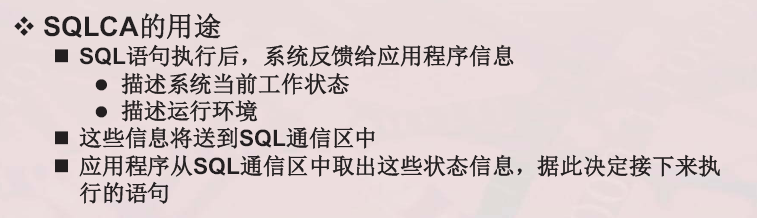 ❖ SQLCA的用途
■ SQL语句执行后，系统反馈给应用程序信息
● 描述系统当前工作状态
● 描述运行环境
■ 这些信息将送到SQL通信区中
■ 应用程序从SQL通信区中取出这些状态信息，据此决定接下来执
行的语句